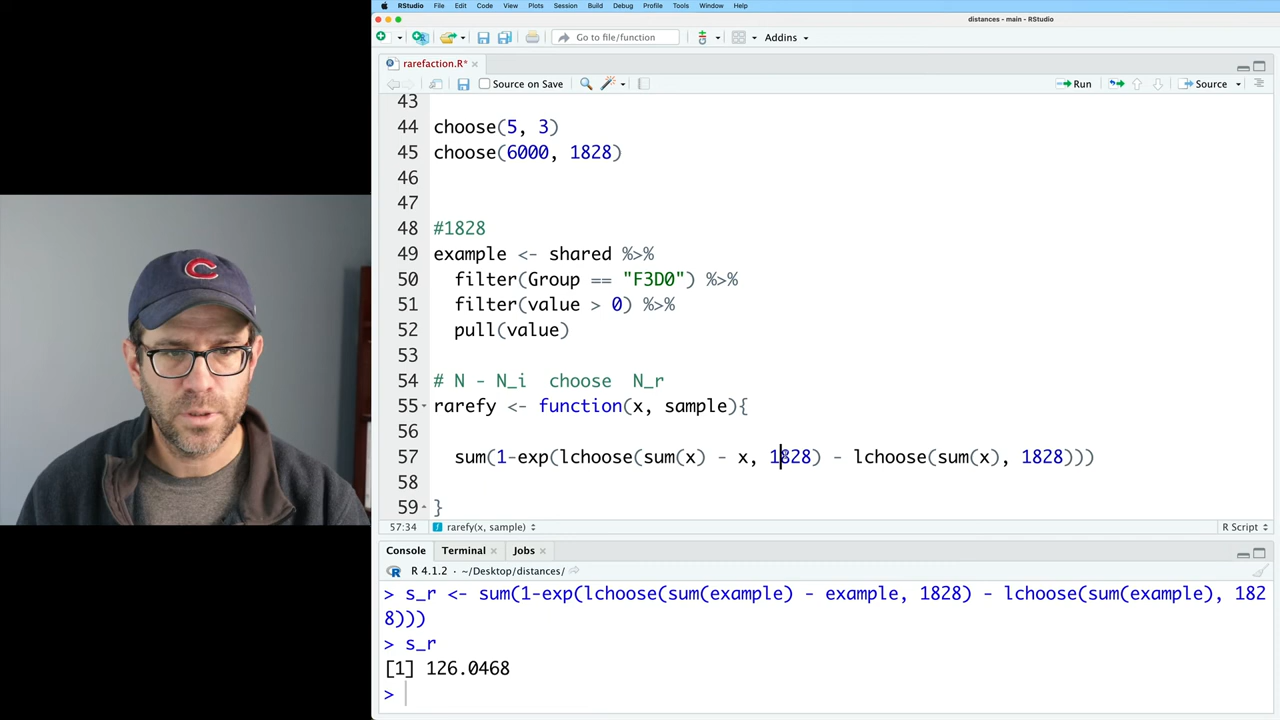 RStudio File Edit Code View Plots Session Build Debug Profile Tools Window Help
distances - main - RStudio
Go to file/function Addins
rarefaction.R*
Source on Save Run Source
43
44 choose(5, 3)
45 choose(6000, 1828)
46
47
48 #1828
49 example <- shared %>%
50 filter(Group == "F3D0") %>%
51 filter(value > 0) %>%
52 pull(value)
53
54 # N - N_i choose N_r
55 rarefy <- function(x, sample){
56
57 sum(1-exp(lchoose(sum(x) - x, 1828) - lchoose(sum(x), 1828)))
58
59 }
57:34 rarefy(x, sample) R Script
Console Terminal Jobs
R 4.1.2 · ~/Desktop/distances/
> s_r <- sum(1-exp(lchoose(sum(example) - example, 1828) - lchoose(sum(example), 182
8)))
> s_r
[1] 126.0468
>
C